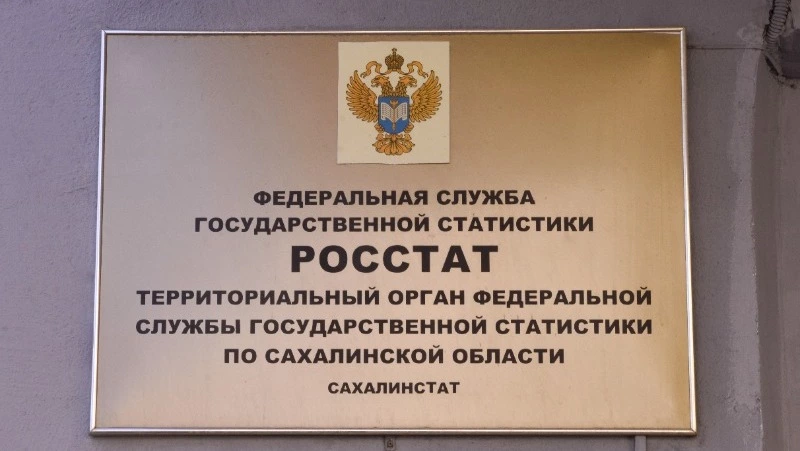 ФЕДЕРАЛЬНАЯ СЛУЖБА
ГОСУДАРСТВЕННОЙ СТАТИСТИКИ
РОССТАТ
ТЕРРИТОРИАЛЬНЫЙ ОРГАН ФЕДЕРАЛЬНОЙ
СЛУЖБЫ ГОСУДАРСТВЕННОЙ СТАТИСТИКИ
ПО САХАЛИНСКОЙ ОБЛАСТИ
САХАЛИНСТАТ